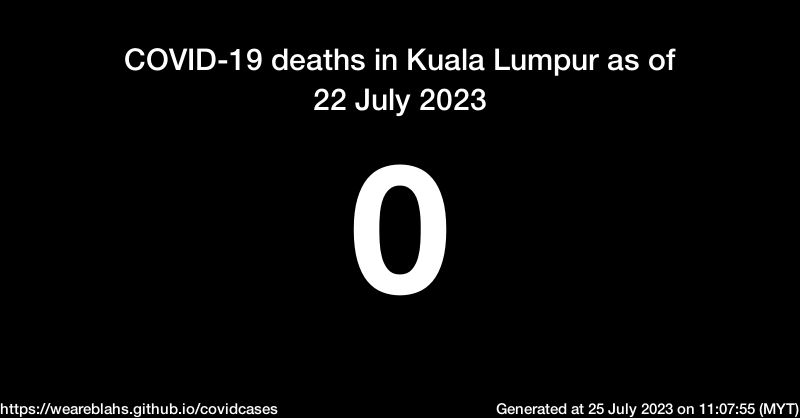 COVID-19 deaths in Kuala Lumpur as of
22 July 2023
0
https://weareblahs.github.io/covidcases
Generated at 25 July 2023 on 11:07:55 (MYT)